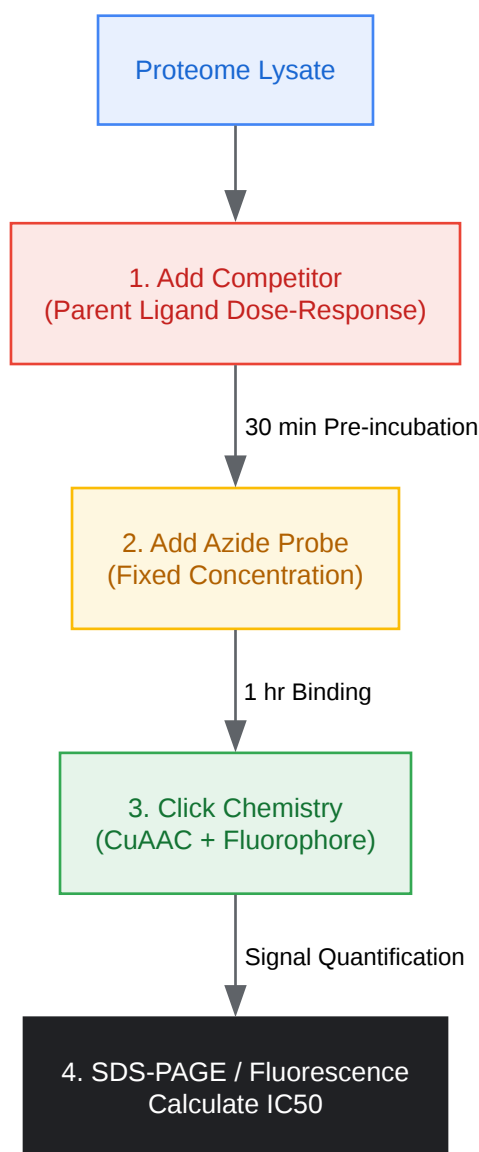 Proteome Lysate
1. Add Competitor
(Parent Ligand Dose-Response)
30 min Pre-incubation
2. Add Azide Probe
(Fixed Concentration)
1 hr Binding
3. Click Chemistry
(CuAAC + Fluorophore)
Signal Quantification
4. SDS-PAGE / Fluorescence
Calculate IC50